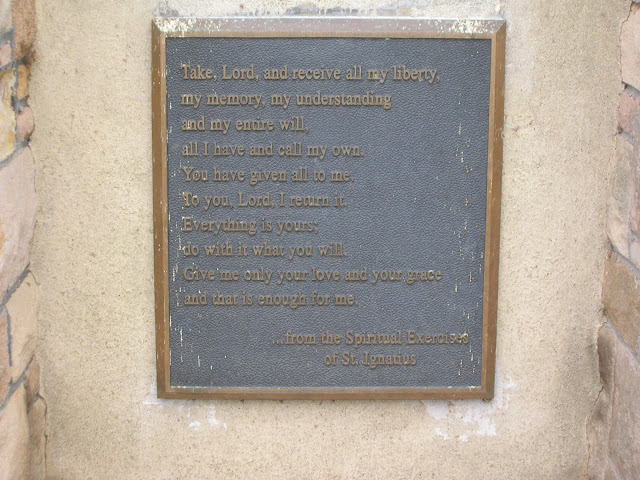 Take, Lord, and receive all my liberty,
my memory, my understanding
and my entire will,
all I have and call my own.
You have given all to me.
To you, Lord, I return it.
Everything is yours;
do with it what you will.
Give me only your love and your grace
and that is enough for me.
...from the Spiritual Exercises
of St. Ignatius